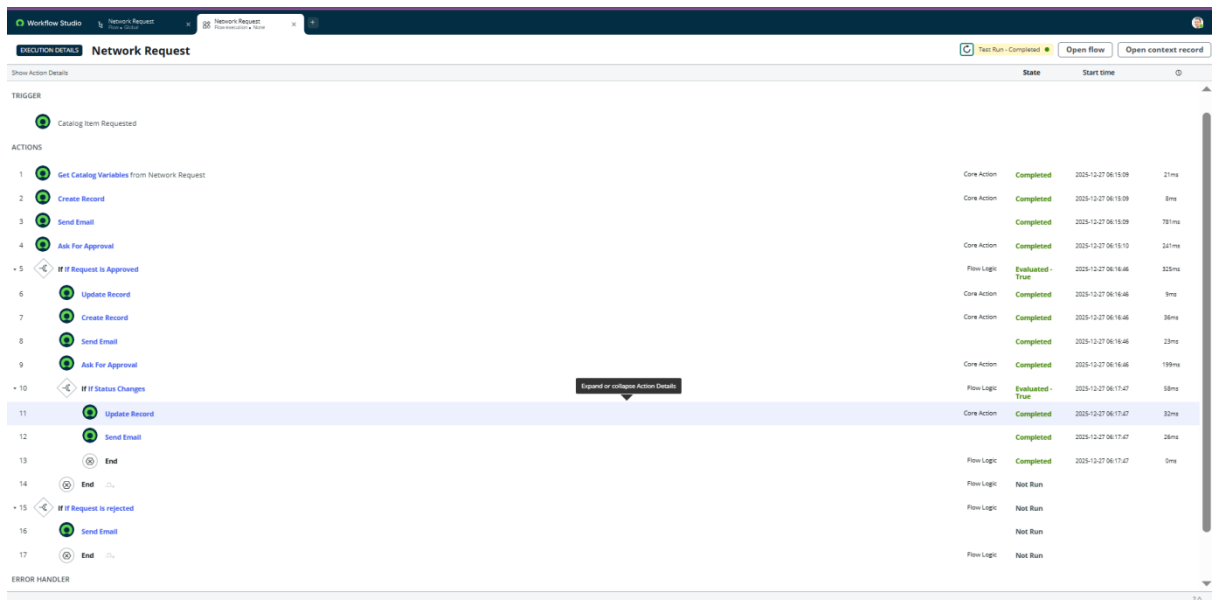 Workflow Studio
Network Request
Flow • Global
Network Request
Flow execution • None
EXECUTION DETAILS Network Request Test Run - Completed Open flow Open context record
Show Action Details State Start time
TRIGGER
Catalog Item Requested
ACTIONS
1 Get Catalog Variables from Network Request Core Action Completed 2025-12-27 06:15:09 21ms
2 Create Record Core Action Completed 2025-12-27 06:15:09 8ms
3 Send Email Completed 2025-12-27 06:15:09 781ms
4 Ask For Approval Core Action Completed 2025-12-27 06:15:10 241ms
5 If If Request is Approved Flow Logic Evaluated - True 2025-12-27 06:16:46 325ms
6 Update Record Core Action Completed 2025-12-27 06:16:46 9ms
7 Create Record Core Action Completed 2025-12-27 06:16:46 36ms
8 Send Email Completed 2025-12-27 06:16:46 23ms
9 Ask For Approval Core Action Completed 2025-12-27 06:16:46 199ms
Expand or collapse Action Details
10 If If Status Changes Flow Logic Evaluated - True 2025-12-27 06:17:47 58ms
11 Update Record Core Action Completed 2025-12-27 06:17:47 32ms
12 Send Email Completed 2025-12-27 06:17:47 26ms
13 End Flow Logic Completed 2025-12-27 06:17:47 0ms
14 End Flow Logic Not Run
15 If If Request is rejected Flow Logic Not Run
16 Send Email Not Run
17 End Flow Logic Not Run
ERROR HANDLER